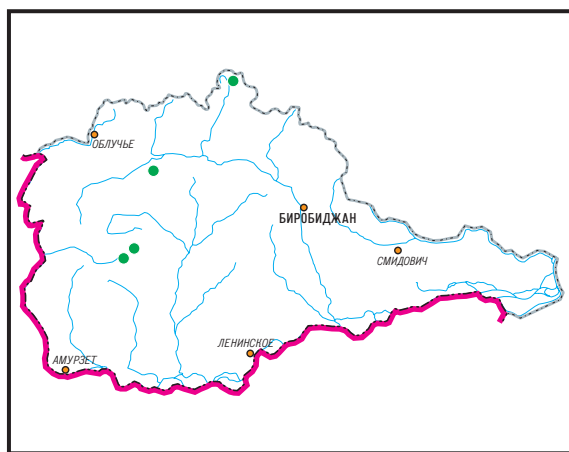 ОБЛУЧЬЕ
БИРОБИДЖАН
СМИДОВИЧ
ЛЕНИНСКОЕ
АМУРЗЕТ